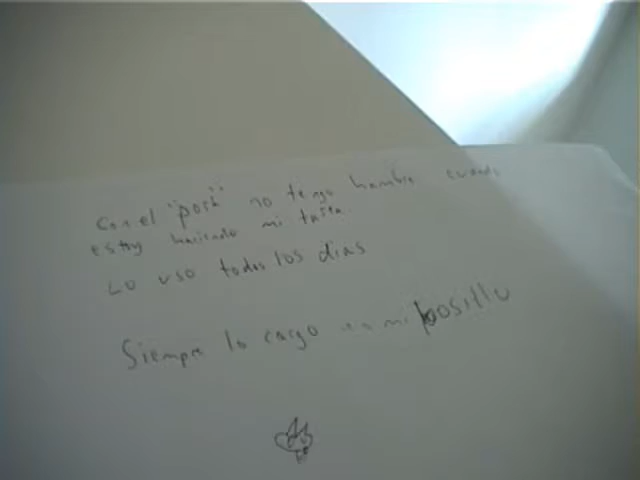 Con el "posh" no tengo hambre cuando
estoy haciendo mi tarea.
Lo uso todos los días
Siempre lo cargo en mi bosillo